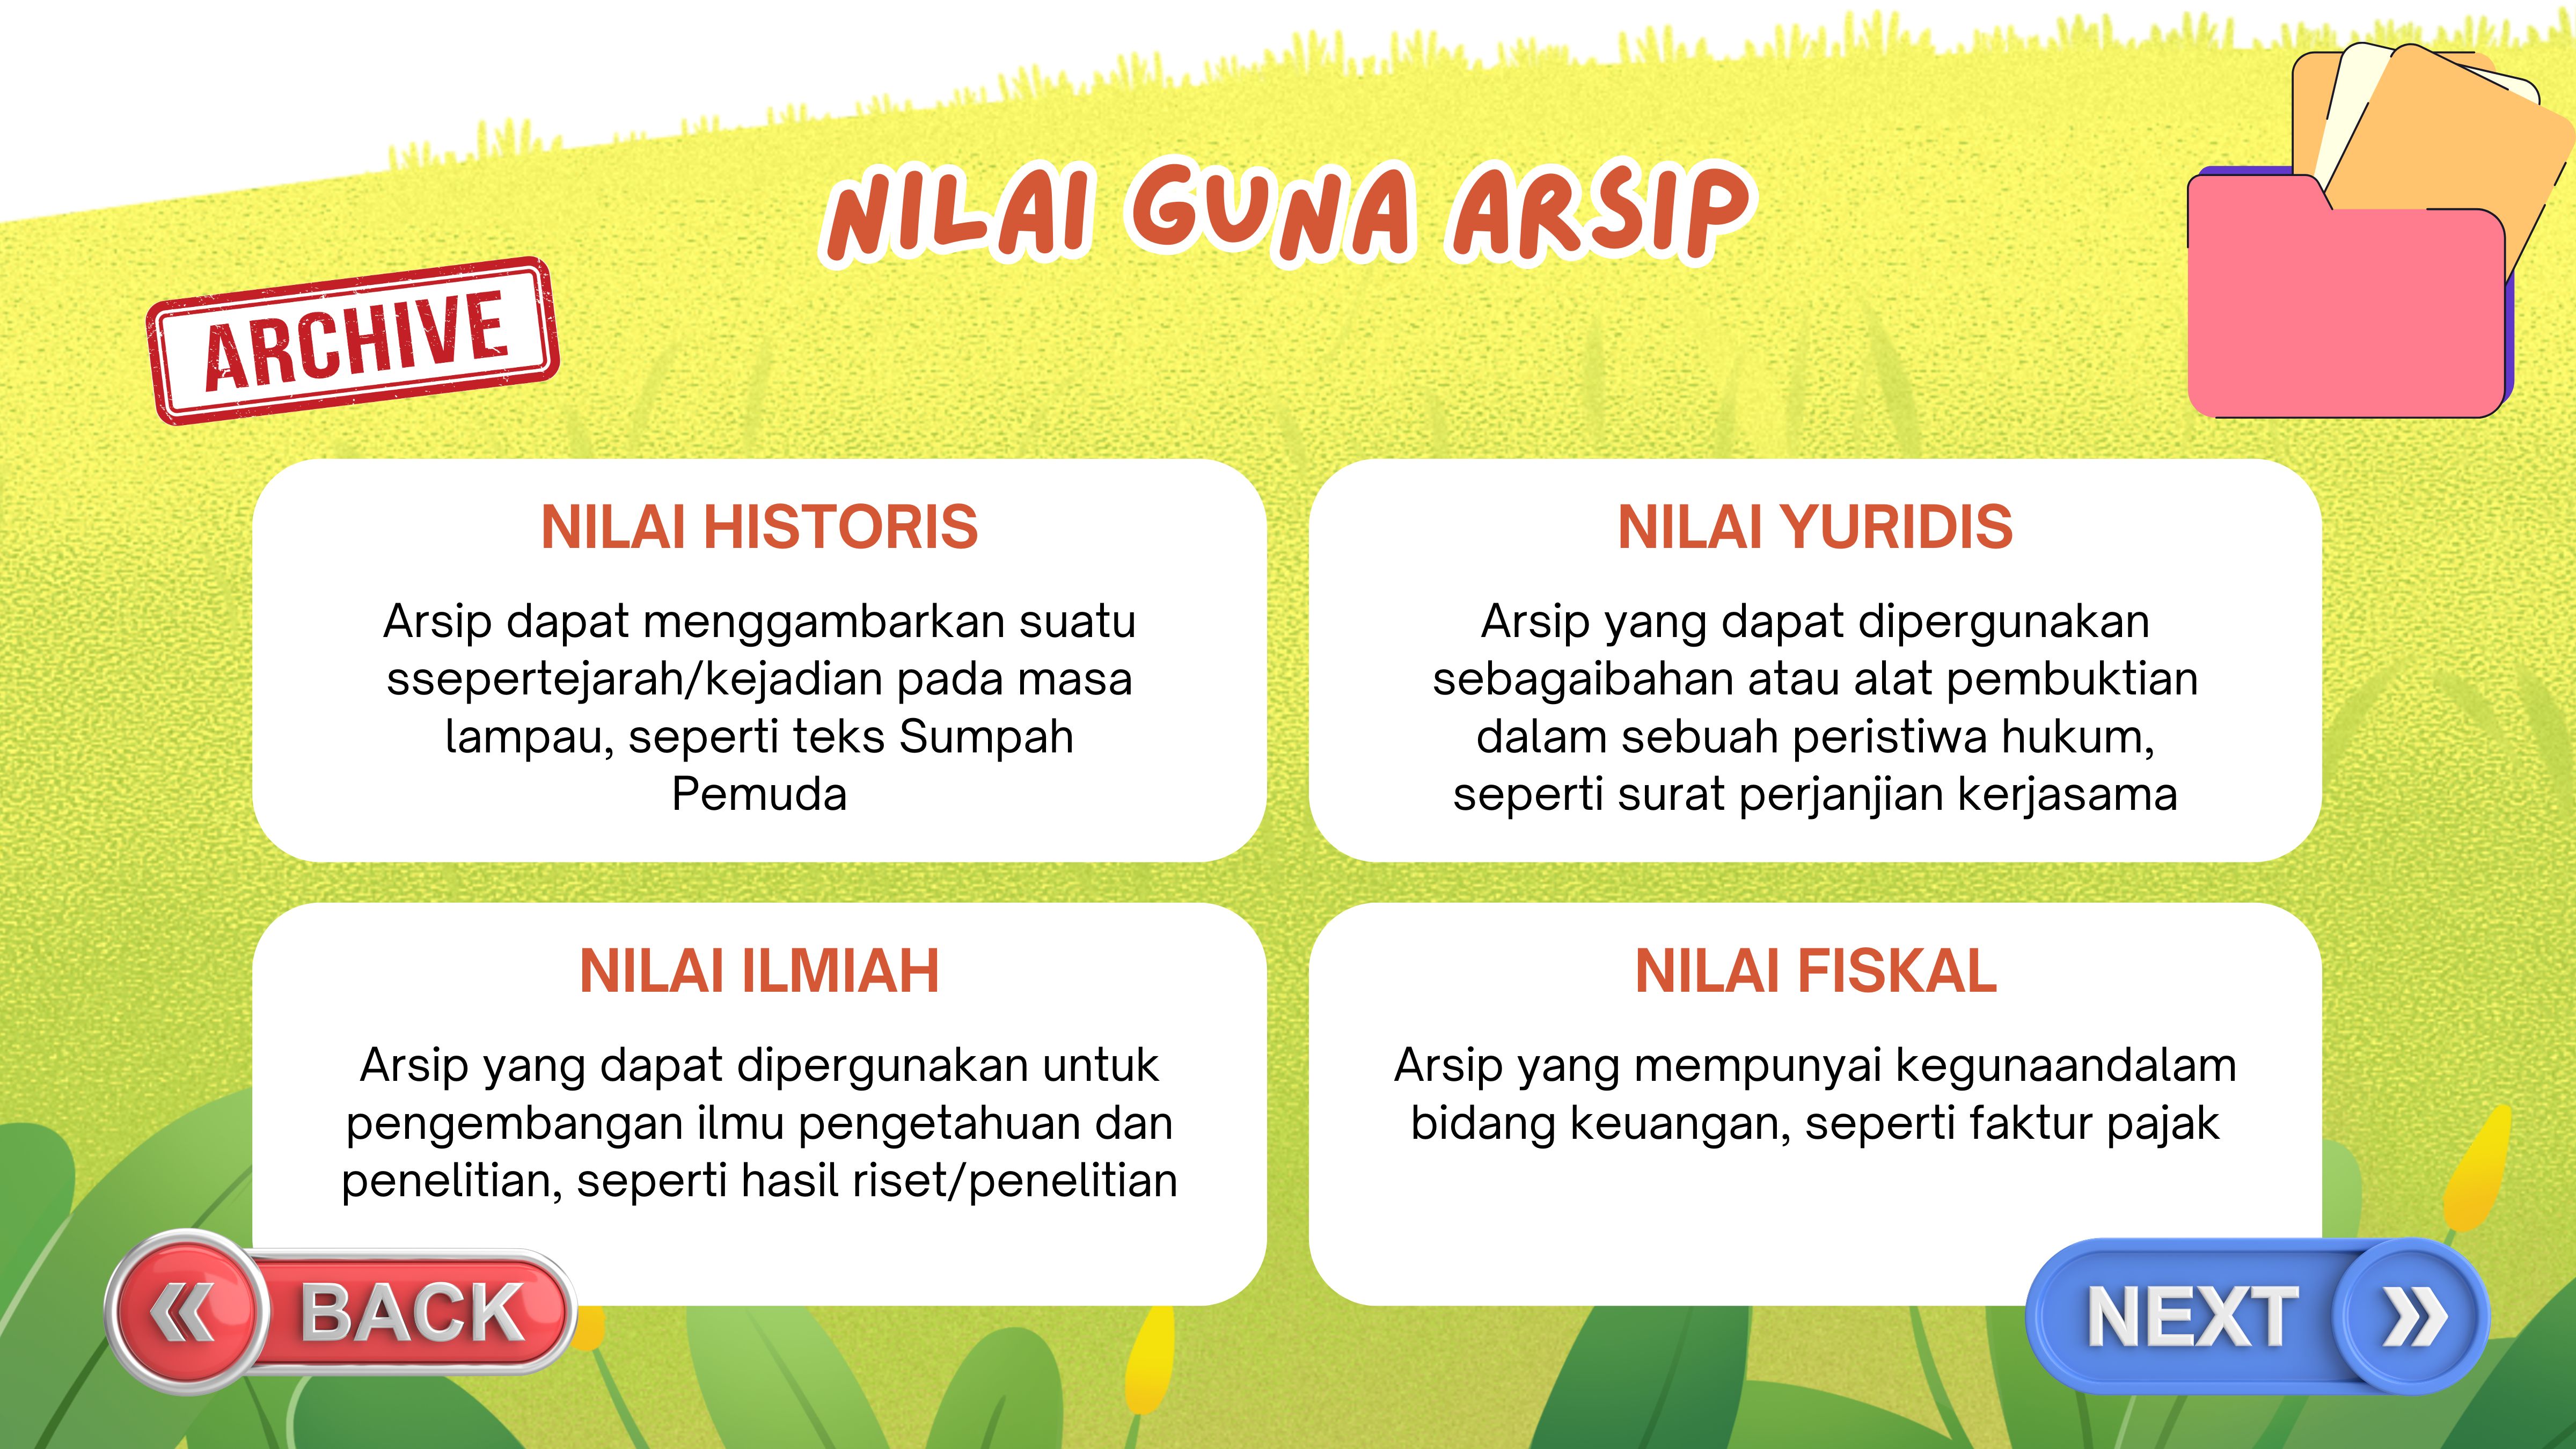 NILAI GUNA ARSIP
ARCHIVE
NILAI HISTORIS
Arsip dapat menggambarkan suatu
ssepertejarah/kejadian pada masa
lampau, seperti teks Sumpah
Pemuda
NILAI YURIDIS
Arsip yang dapat dipergunakan
sebagaibahan atau alat pembuktian
dalam sebuah peristiwa hukum,
seperti surat perjanjian kerjasama
NILAI ILMIAH
Arsip yang dapat dipergunakan untuk
pengembangan ilmu pengetahuan dan
penelitian, seperti hasil riset/penelitian
NILAI FISKAL
Arsip yang mempunyai kegunaandalam
bidang keuangan, seperti faktur pajak
BACK
NEXT